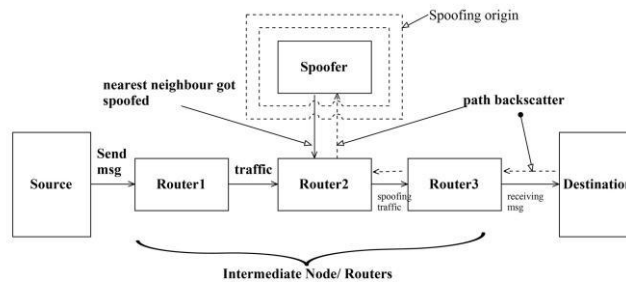 Spoofing origin
Spoofer
nearest neighbour got
spoofed
path backscatter
Send
msg
traffic
Source
Router1
Router2
Router3
Destination
spoofing
traffic
receiving
msg
Intermediate Node/ Routers